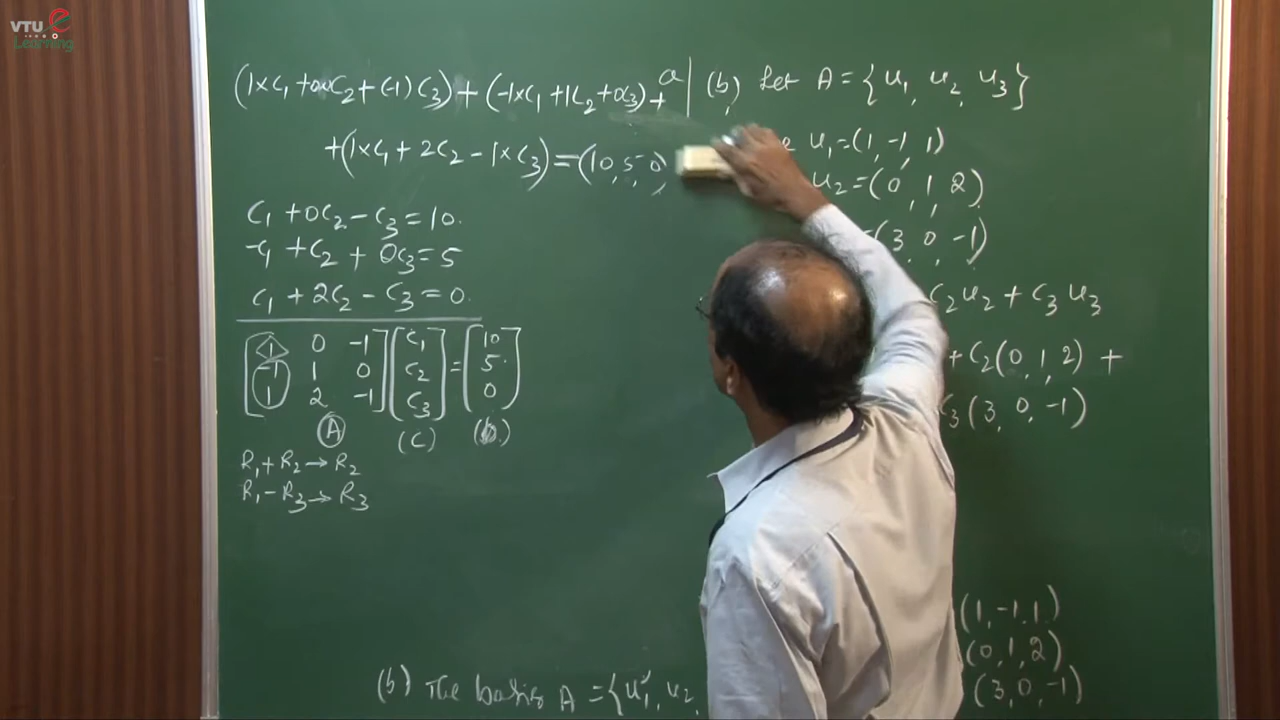 VTU e
Learning
(1×C₁ + 0×C₂ + (-1) C₃) + (-1×C₁ + 1C₂ + 0C₃) +
+ (1×C₁ + 2C₂ - 1×C₃) = (10, 5, 0)
C₁ + 0C₂ - C₃ = 10.
-C₁ + C₂ + 0C₃ = 5
C₁ + 2C₂ - C₃ = 0.
[1 0 -1] [C₁] = [10]
[-1 1 0] [C₂] [5]
[1 2 -1] [C₃] [0]
(A) (C) (b)
R₁ + R₂ → R₂
R₁ - R₃ → R₃
(b) Let A = {u₁, u₂, u₃}
u₁ = (1, -1, 1)
u₂ = (0, 1, 2)
= (3, 0, -1)
C₂u₂ + C₃u₃
+ C₂(0, 1, 2) +
C₃(3, 0, -1)
(b) The basis A = {u₁, u₂,
(1, -1, 1)
(0, 1, 2)
(3, 0, -1)